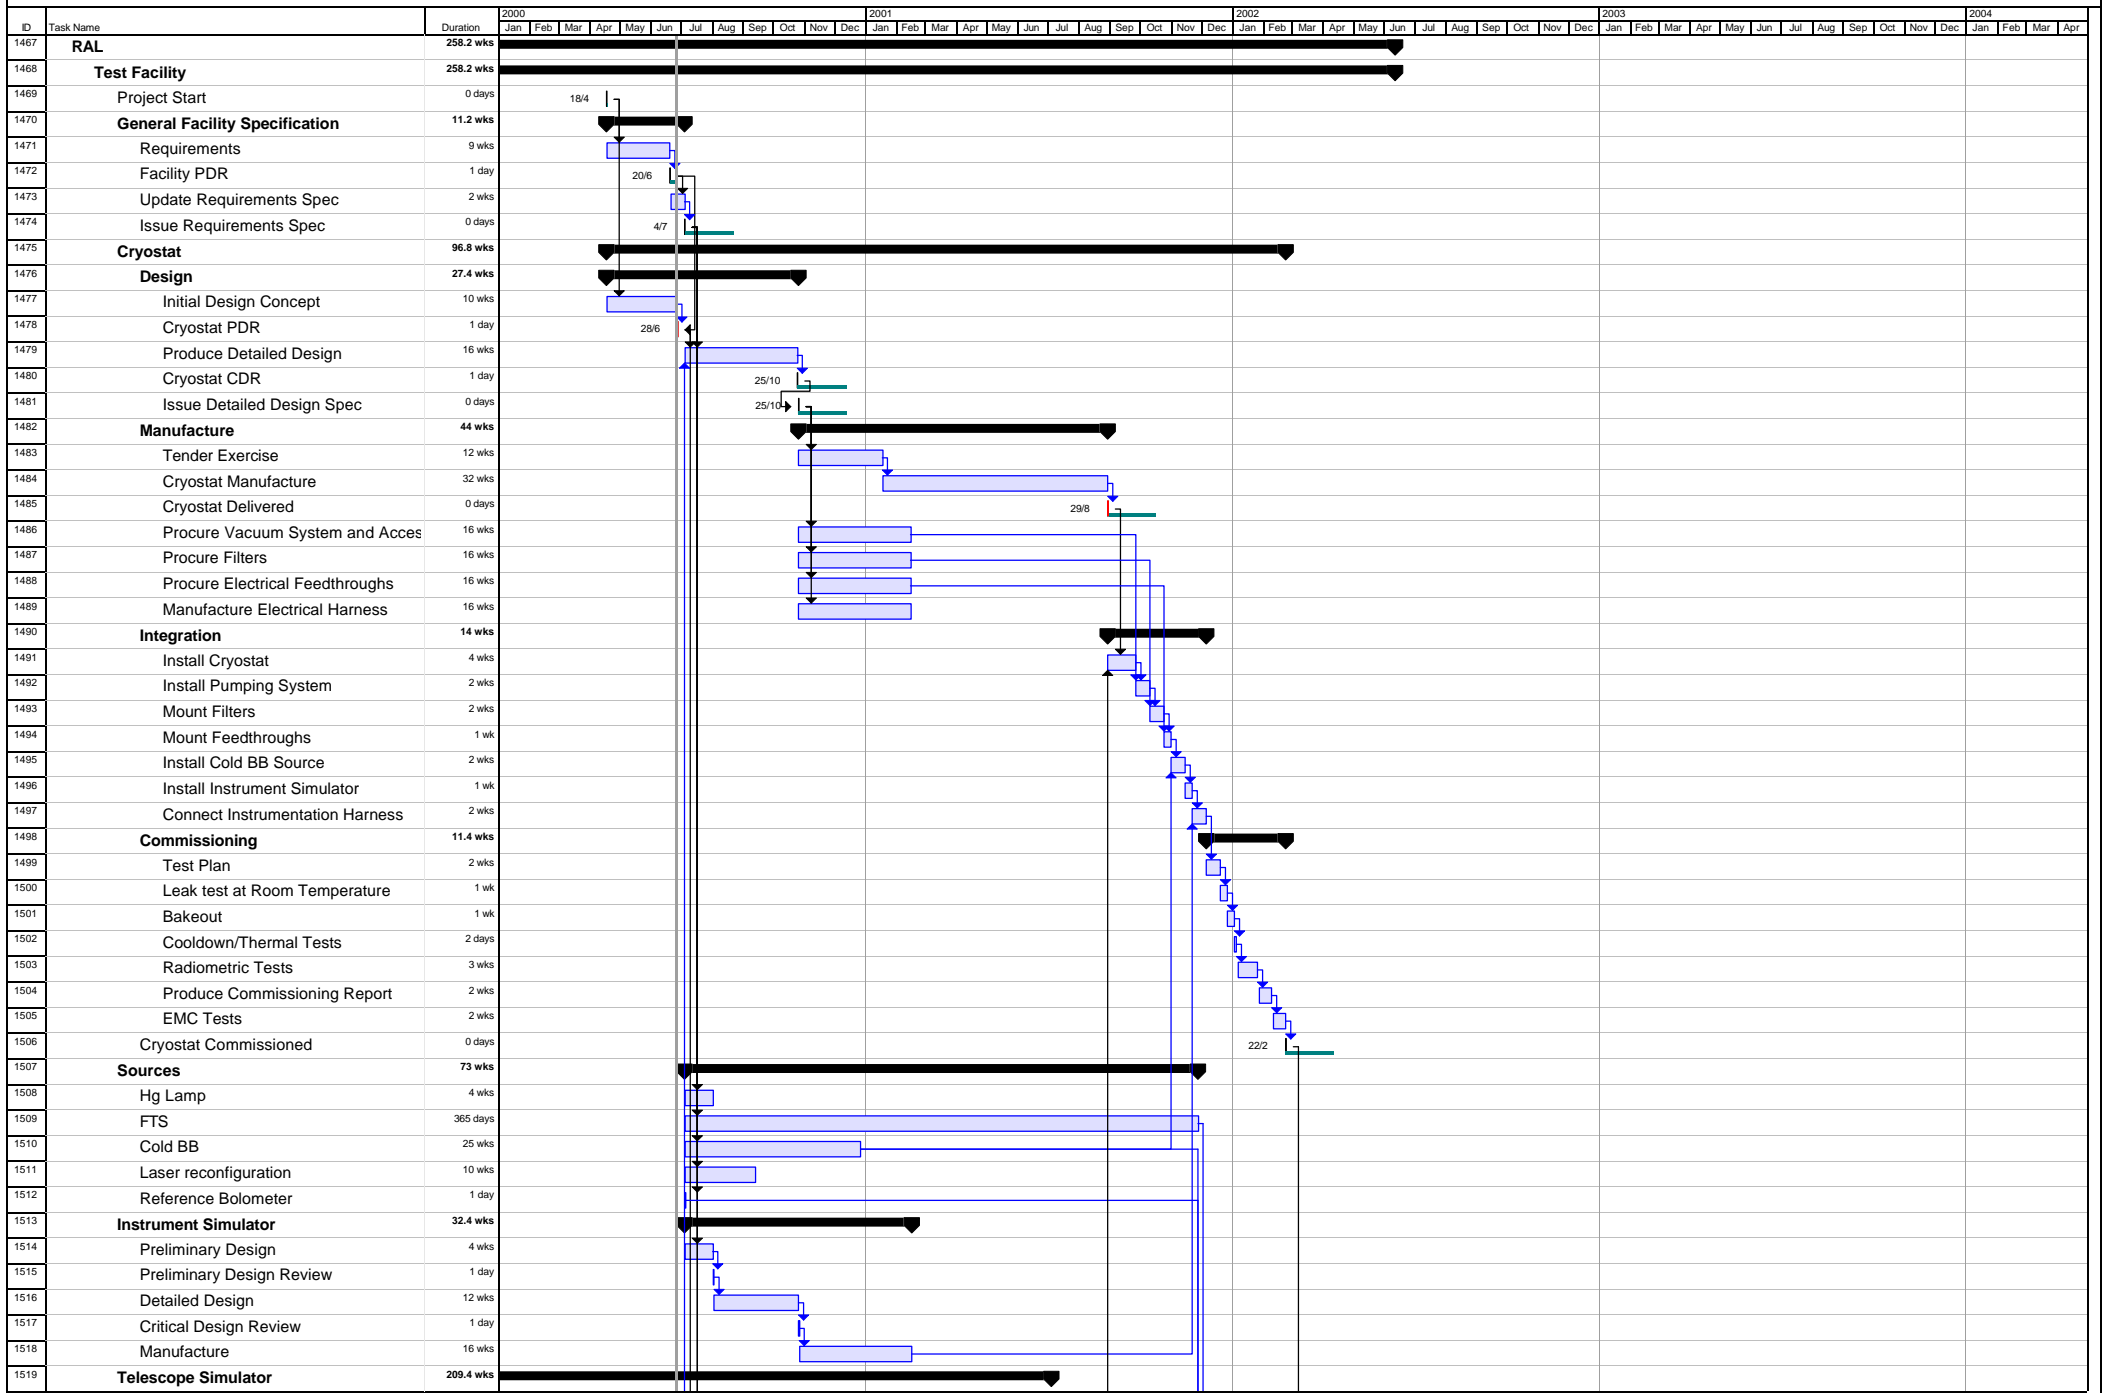 2000 2001 2002 2003 2004
ID Task Name Duration Jan Feb Mar Apr May Jun Jul Aug Sep Oct Nov Dec Jan Feb Mar Apr May Jun Jul Aug Sep Oct Nov Dec Jan Feb Mar Apr May Jun Jul Aug Sep Oct Nov Dec Jan Feb Mar Apr May Jun Jul Aug Sep Oct Nov Dec Jan Feb Mar Apr
1467 RAL 258.2 wks
1468 Test Facility 258.2 wks
1469 Project Start 0 days 18/4
1470 General Facility Specification 11.2 wks
1471 Requirements 9 wks
1472 Facility PDR 1 day 20/6
1473 Update Requirements Spec 2 wks
1474 Issue Requirements Spec 0 days 4/7
1475 Cryostat 96.8 wks
1476 Design 27.4 wks
1477 Initial Design Concept 10 wks
1478 Cryostat PDR 1 day 28/6
1479 Produce Detailed Design 16 wks
1480 Cryostat CDR 1 day 25/10
1481 Issue Detailed Design Spec 0 days 25/10
1482 Manufacture 44 wks
1483 Tender Exercise 12 wks
1484 Cryostat Manufacture 32 wks
1485 Cryostat Delivered 0 days 29/8
1486 Procure Vacuum System and Acces 16 wks
1487 Procure Filters 16 wks
1488 Procure Electrical Feedthroughs 16 wks
1489 Manufacture Electrical Harness 16 wks
1490 Integration 14 wks
1491 Install Cryostat 4 wks
1492 Install Pumping System 2 wks
1493 Mount Filters 2 wks
1494 Mount Feedthroughs 1 wk
1495 Install Cold BB Source 2 wks
1496 Install Instrument Simulator 1 wk
1497 Connect Instrumentation Harness 2 wks
1498 Commissioning 11.4 wks
1499 Test Plan 2 wks
1500 Leak test at Room Temperature 1 wk
1501 Bakeout 1 wk
1502 Cooldown/Thermal Tests 2 days
1503 Radiometric Tests 3 wks
1504 Produce Commissioning Report 2 wks
1505 EMC Tests 2 wks
1506 Cryostat Commissioned 0 days 22/2
1507 Sources 73 wks
1508 Hg Lamp 4 wks
1509 FTS 365 days
1510 Cold BB 25 wks
1511 Laser reconfiguration 10 wks
1512 Reference Bolometer 1 day
1513 Instrument Simulator 32.4 wks
1514 Preliminary Design 4 wks
1515 Preliminary Design Review 1 day
1516 Detailed Design 12 wks
1517 Critical Design Review 1 day
1518 Manufacture 16 wks
1519 Telescope Simulator 209.4 wks